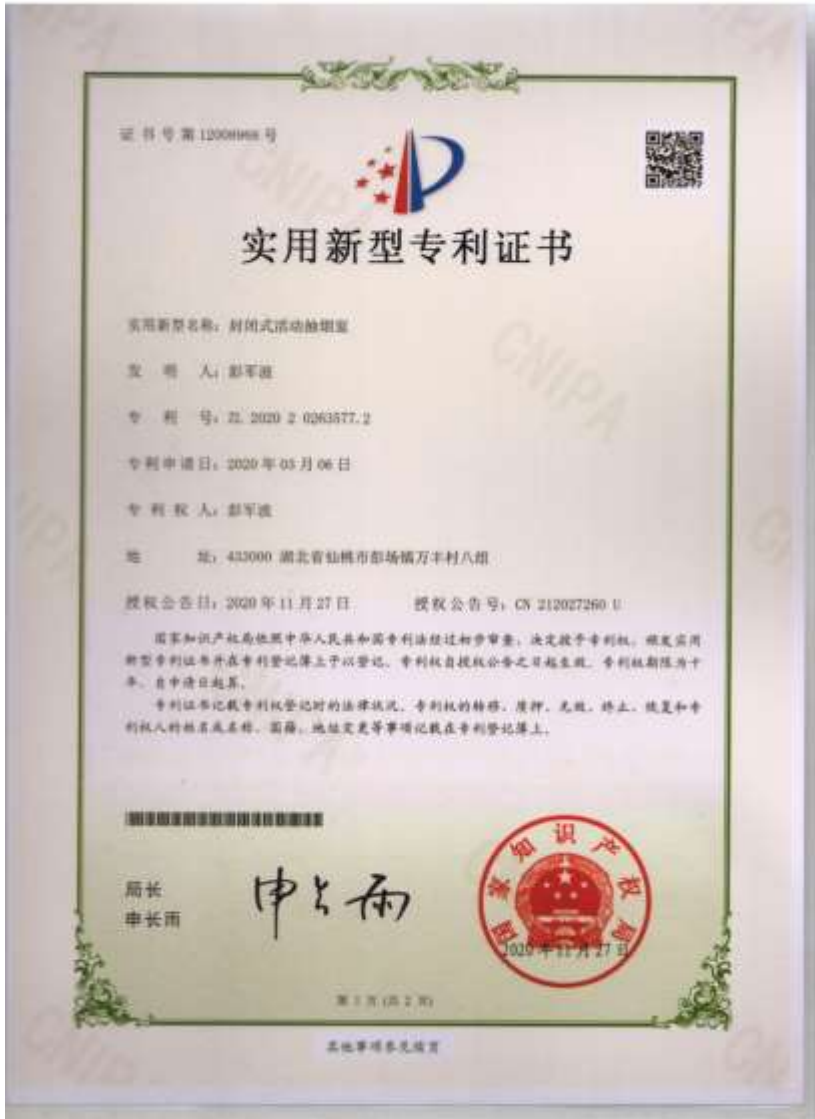 证书号第12008966号
实用新型专利证书
实用新型名称：封闭式活动抽烟室
发 明 人：彭军波
专 利 号：ZL 2020 2 0263577.2
专利申请日：2020年03月06日
专 利 权 人：彭军波
地 址：433000 湖北省仙桃市彭场镇万丰村八组
授权公告日：2020年11月27日 授权公告号：CN 212027260 U
国家知识产权局依照中华人民共和国专利法经过初步审查，决定授予专利权，颁发实用
新型专利证书并在专利登记簿上予以登记。专利权自授权公告之日起生效。专利权期限为十
年，自申请日起算。
专利证书记载专利权登记时的法律状况。专利权的转移、质押、无效、终止、恢复和专
利权人的姓名或名称、国籍、地址变更等事项记载在专利登记簿上。
局长
申长雨
申长雨
国家知识产权局
2020年11月27日
第 1 页 (共 2 页)
其他事项参见续页
CNIPA